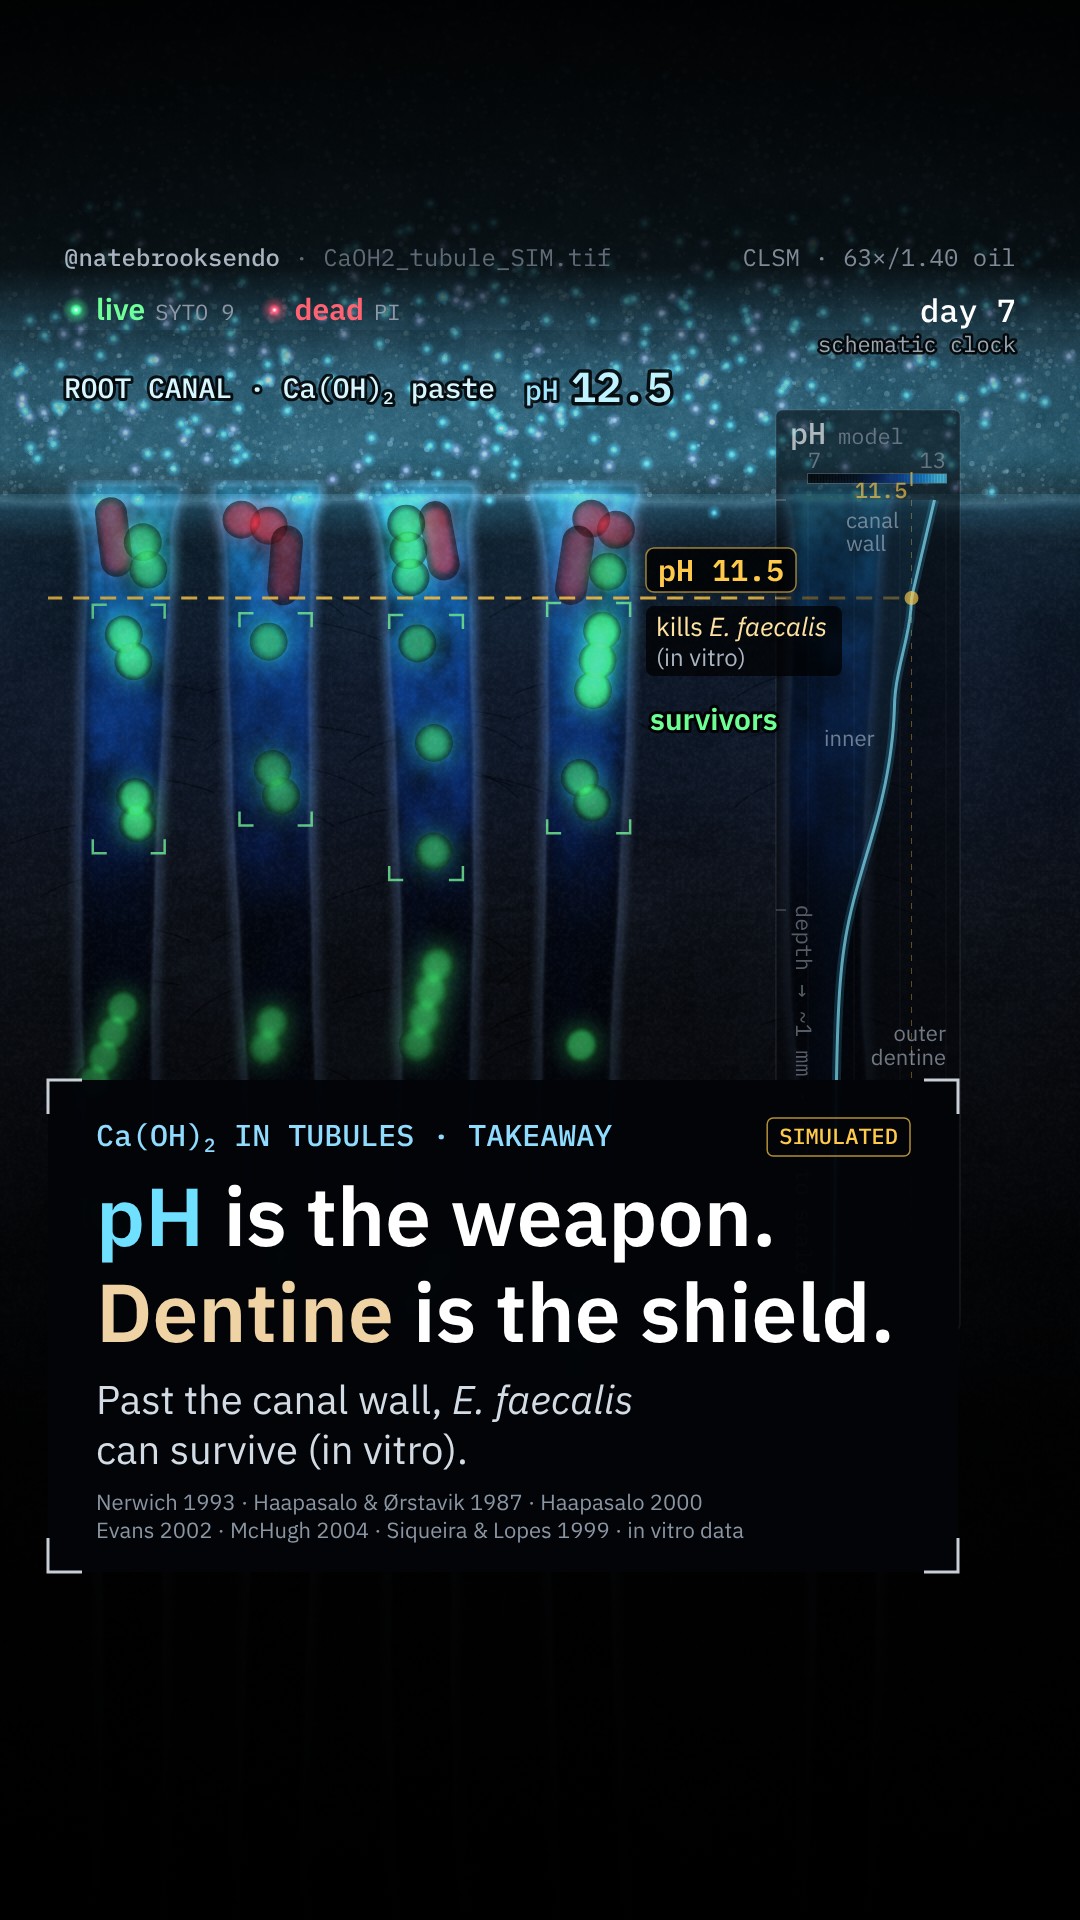 @natebrooksendo · CaOH2_tubule_SIM.tif
CLSM · 63×/1.40 oil
live SYTO 9 dead PI
day 7
schematic clock
ROOT CANAL · Ca(OH)₂ paste pH 12.5
pH model
7 13
11.5
canal
wall
pH 11.5
kills E. faecalis
(in vitro)
survivors
inner
depth → ~1 mm
outer
dentine
Ca(OH)₂ IN TUBULES · TAKEAWAY
SIMULATED
pH is the weapon.
Dentine is the shield.
Past the canal wall, E. faecalis
can survive (in vitro).
Nerwich 1993 · Haapasalo & Ørstavik 1987 · Haapasalo 2000
Evans 2002 · McHugh 2004 · Siqueira & Lopes 1999 · in vitro data